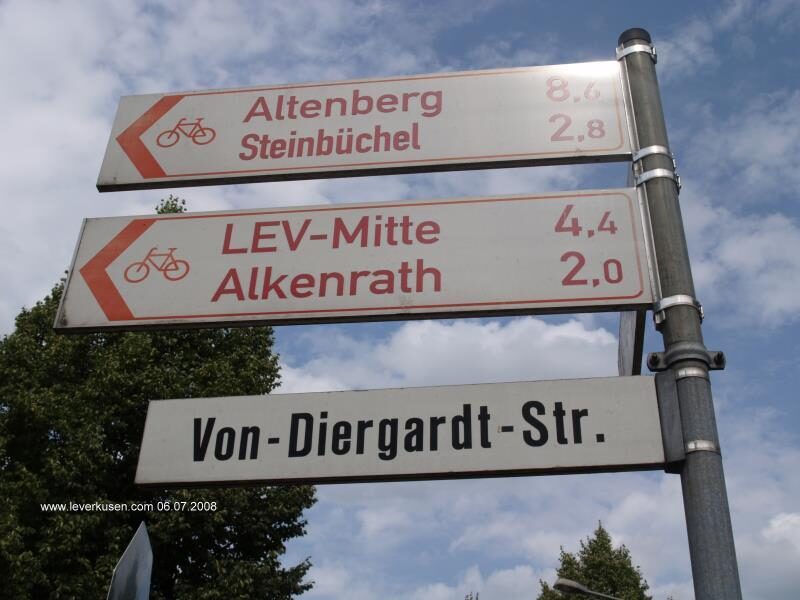 Altenberg 8,6
Steinbüchel 2,8
LEV-Mitte 4,4
Alkenrath 2,0
Von-Diergardt-Str.
www.leverkusen.com 06.07.2008